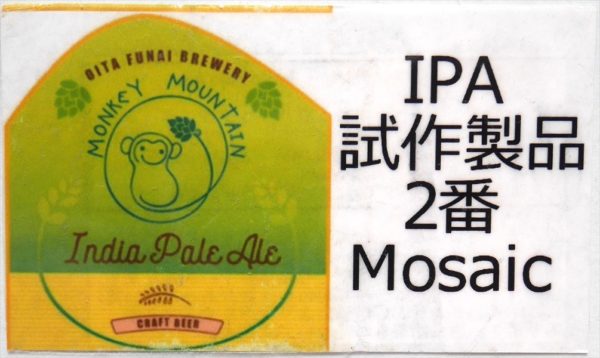 OITA FUNAI BREWERY
MONKEY MOUNTAIN
India Pale Ale
CRAFT BEER
IPA
試作製品
2番
Mosaic